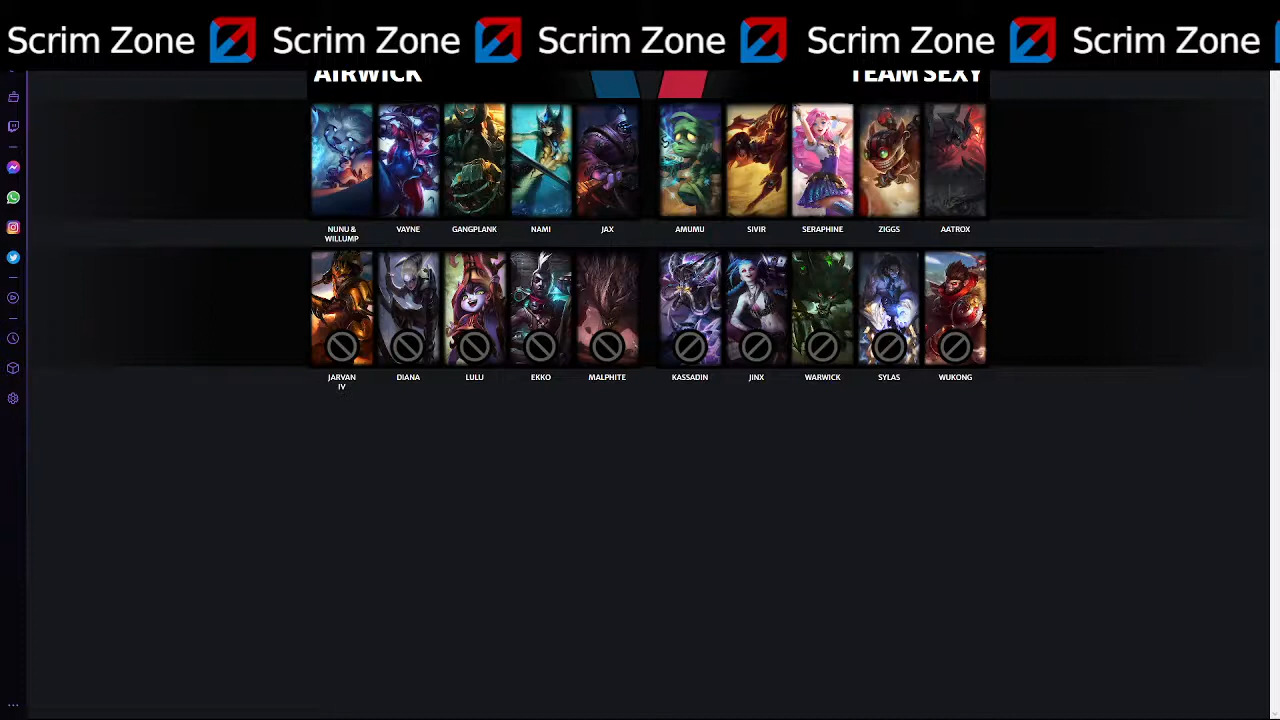 Scrim Zone Scrim Zone Scrim Zone Scrim Zone Scrim Zone
AIRWICK TEAM SEXY
NUNU & WILLUMP VAYNE GANGPLANK NAMI JAX AMUMU SIVIR SERAPHINE ZIGGS AATROX
JARVAN IV DIANA LULU EKKO MALPHITE KASSADIN JINX WARWICK SYLAS WUKONG